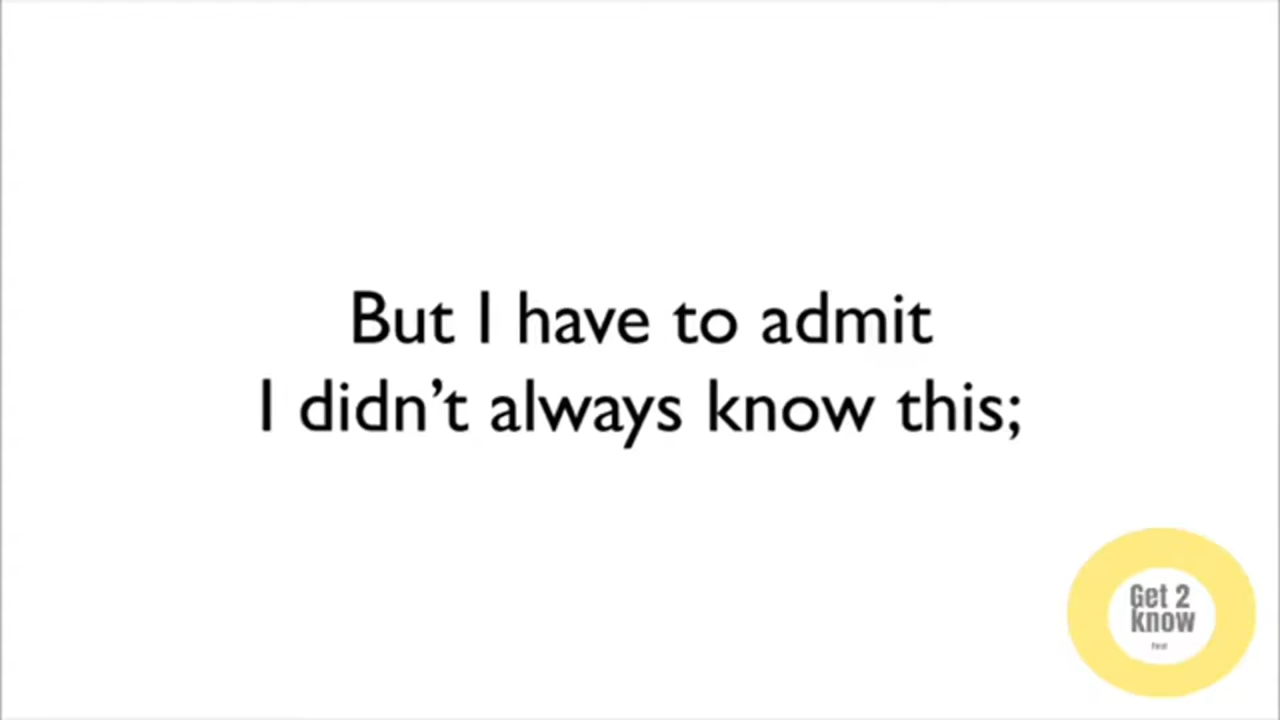 But I have to admit
I didn’t always know this;
Get 2
know